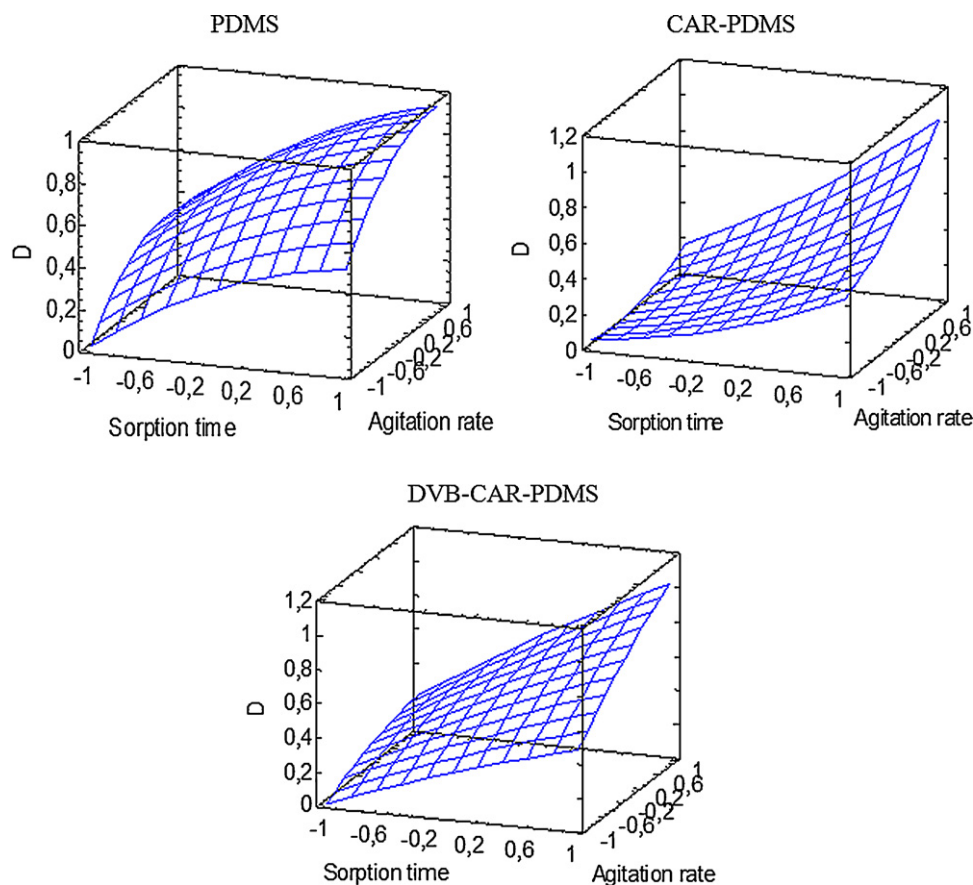 PDMS
1
0,8
0,6
0,4
0,2
0
D
-1 -0,6 -0,2 0,2 0,6 1
Sorption time
-1 -0,6 -0,2 0,2 0,6 1
Agitation rate
CAR-PDMS
1,2
1
0,8
0,6
0,4
0,2
0
D
-1 -0,6 -0,2 0,2 0,6 1
Sorption time
-1 -0,6 -0,2 0,2 0,6 1
Agitation rate
DVB-CAR-PDMS
1,2
1
0,8
0,6
0,4
0,2
0
D
-1 -0,6 -0,2 0,2 0,6 1
Sorption time
-1 -0,6 -0,2 0,2 0,6 1
Agitation rate